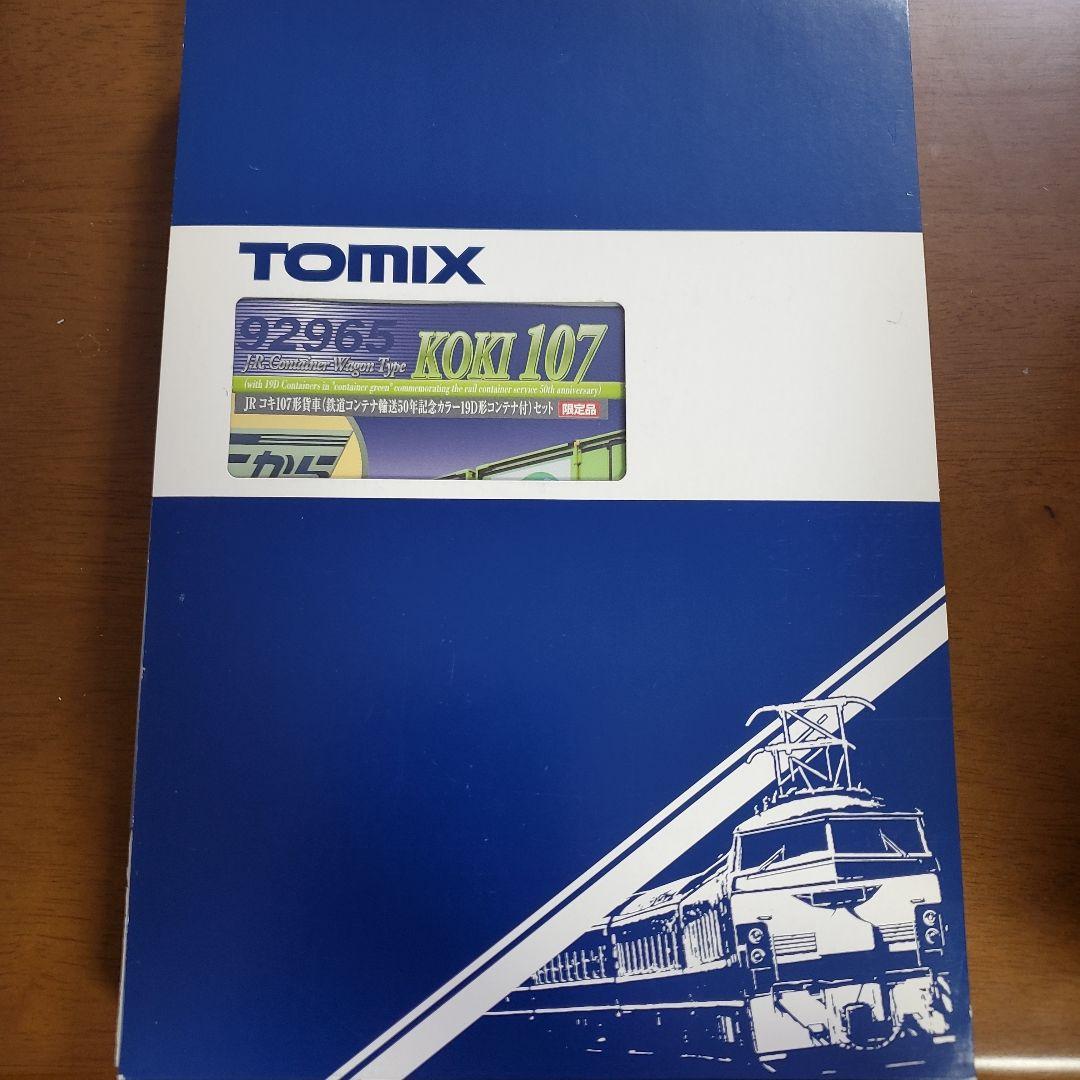 TOMIX
92965
J.R. Container Wagon Type KOKI 107
(with 19D Containers in "container green" commemorating the rail container service 50th anniversary)
JR コキ107形貨車(鉄道コンテナ輸送50年記念カラー19D形コンテナ付)セット 限定品
こから